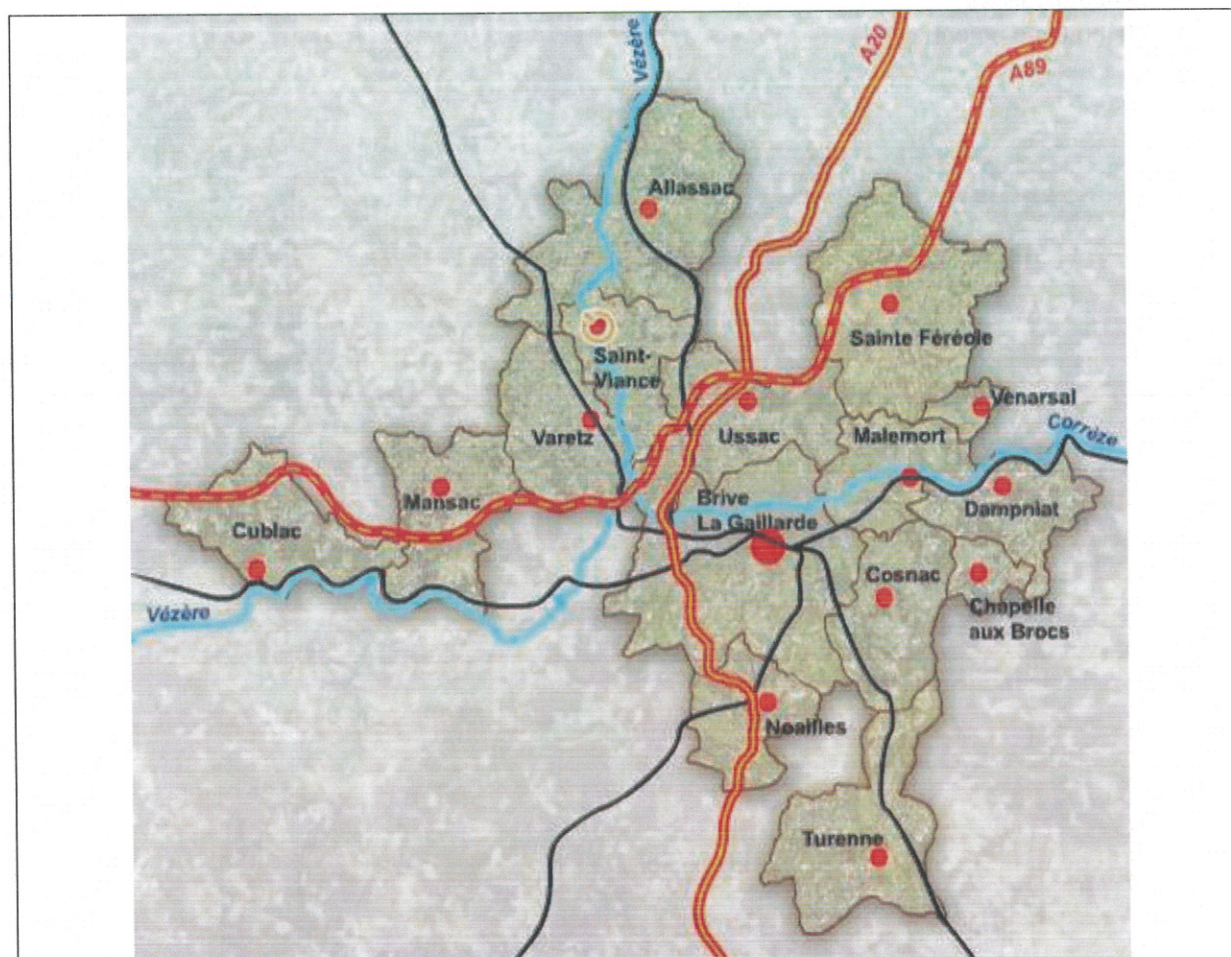 Vézère
A20
A89
Allassac
Sainte Féréole
Saint-
Viance
Venarsal
Varetz
Ussac
Malemort
Corrèze
Mansac
Brive
La Gaillarde
Dampniat
Cublac
Cosnac
Chapelle
aux Brocs
Vézère
Noailles
Turenne